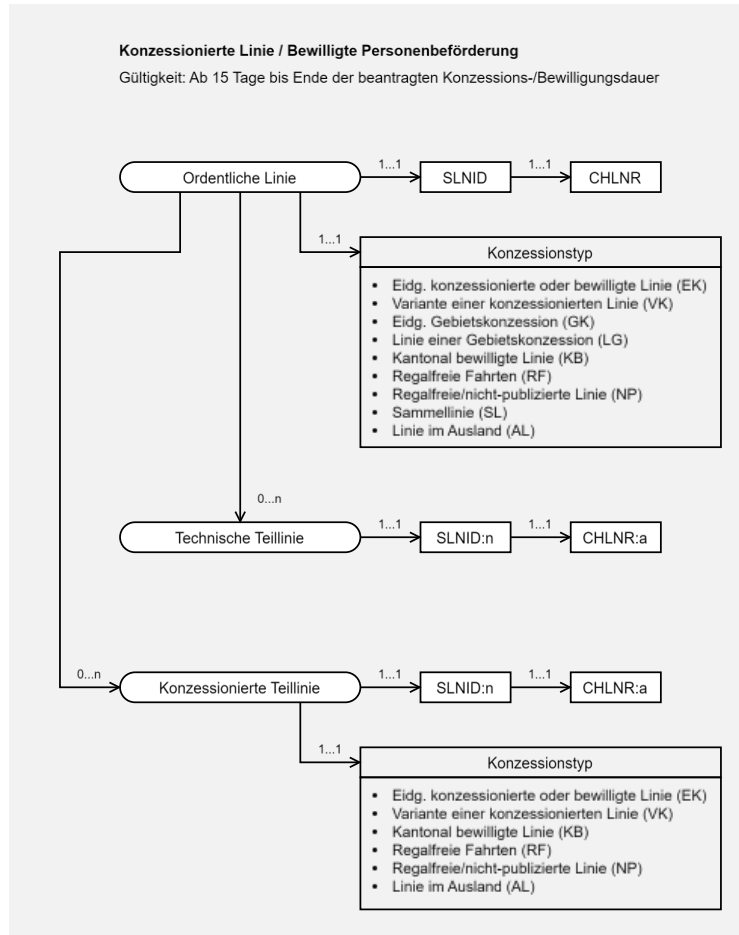 Konzessionierte Linie / Bewilligte Personenbeförderung
Gültigkeit: Ab 15 Tage bis Ende der beantragten Konzessions-/Bewilligungsdauer
Ordentliche Linie
1...1
SLNID
1...1
CHLNR
1...1
Konzessionstyp
• Eidg. konzessionierte oder bewilligte Linie (EK)
• Variante einer konzessionierten Linie (VK)
• Eidg. Gebietskonzession (GK)
• Linie einer Gebietskonzession (LG)
• Kantonal bewilligte Linie (KB)
• Regalfreie Fahrten (RF)
• Regalfreie/nicht-publizierte Linie (NP)
• Sammellinie (SL)
• Linie im Ausland (AL)
0...n
Technische Teillinie
1...1
SLNID:n
1...1
CHLNR:a
0...n
Konzessionierte Teillinie
1...1
SLNID:n
1...1
CHLNR:a
1...1
Konzessionstyp
• Eidg. konzessionierte oder bewilligte Linie (EK)
• Variante einer konzessionierten Linie (VK)
• Kantonal bewilligte Linie (KB)
• Regalfreie Fahrten (RF)
• Regalfreie/nicht-publizierte Linie (NP)
• Linie im Ausland (AL)